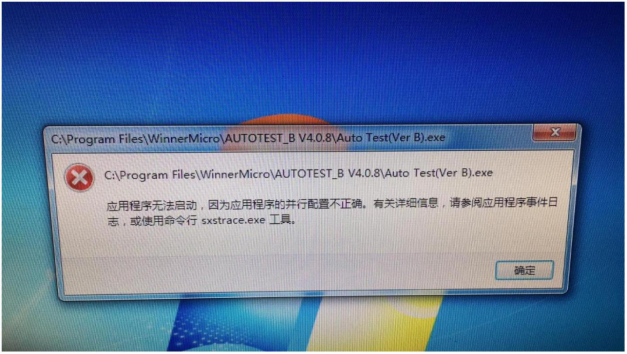 C:\Program Files\WinnerMicro\AUTOTEST_B V4.0.8\Auto Test(Ver B).exe
C:\Program Files\WinnerMicro\AUTOTEST_B V4.0.8\Auto Test(Ver B).exe
应用程序无法启动，因为应用程序的并行配置不正确。有关详细信息，请参阅应用程序事件日
志，或使用命令行 sxstrace.exe 工具。
确定